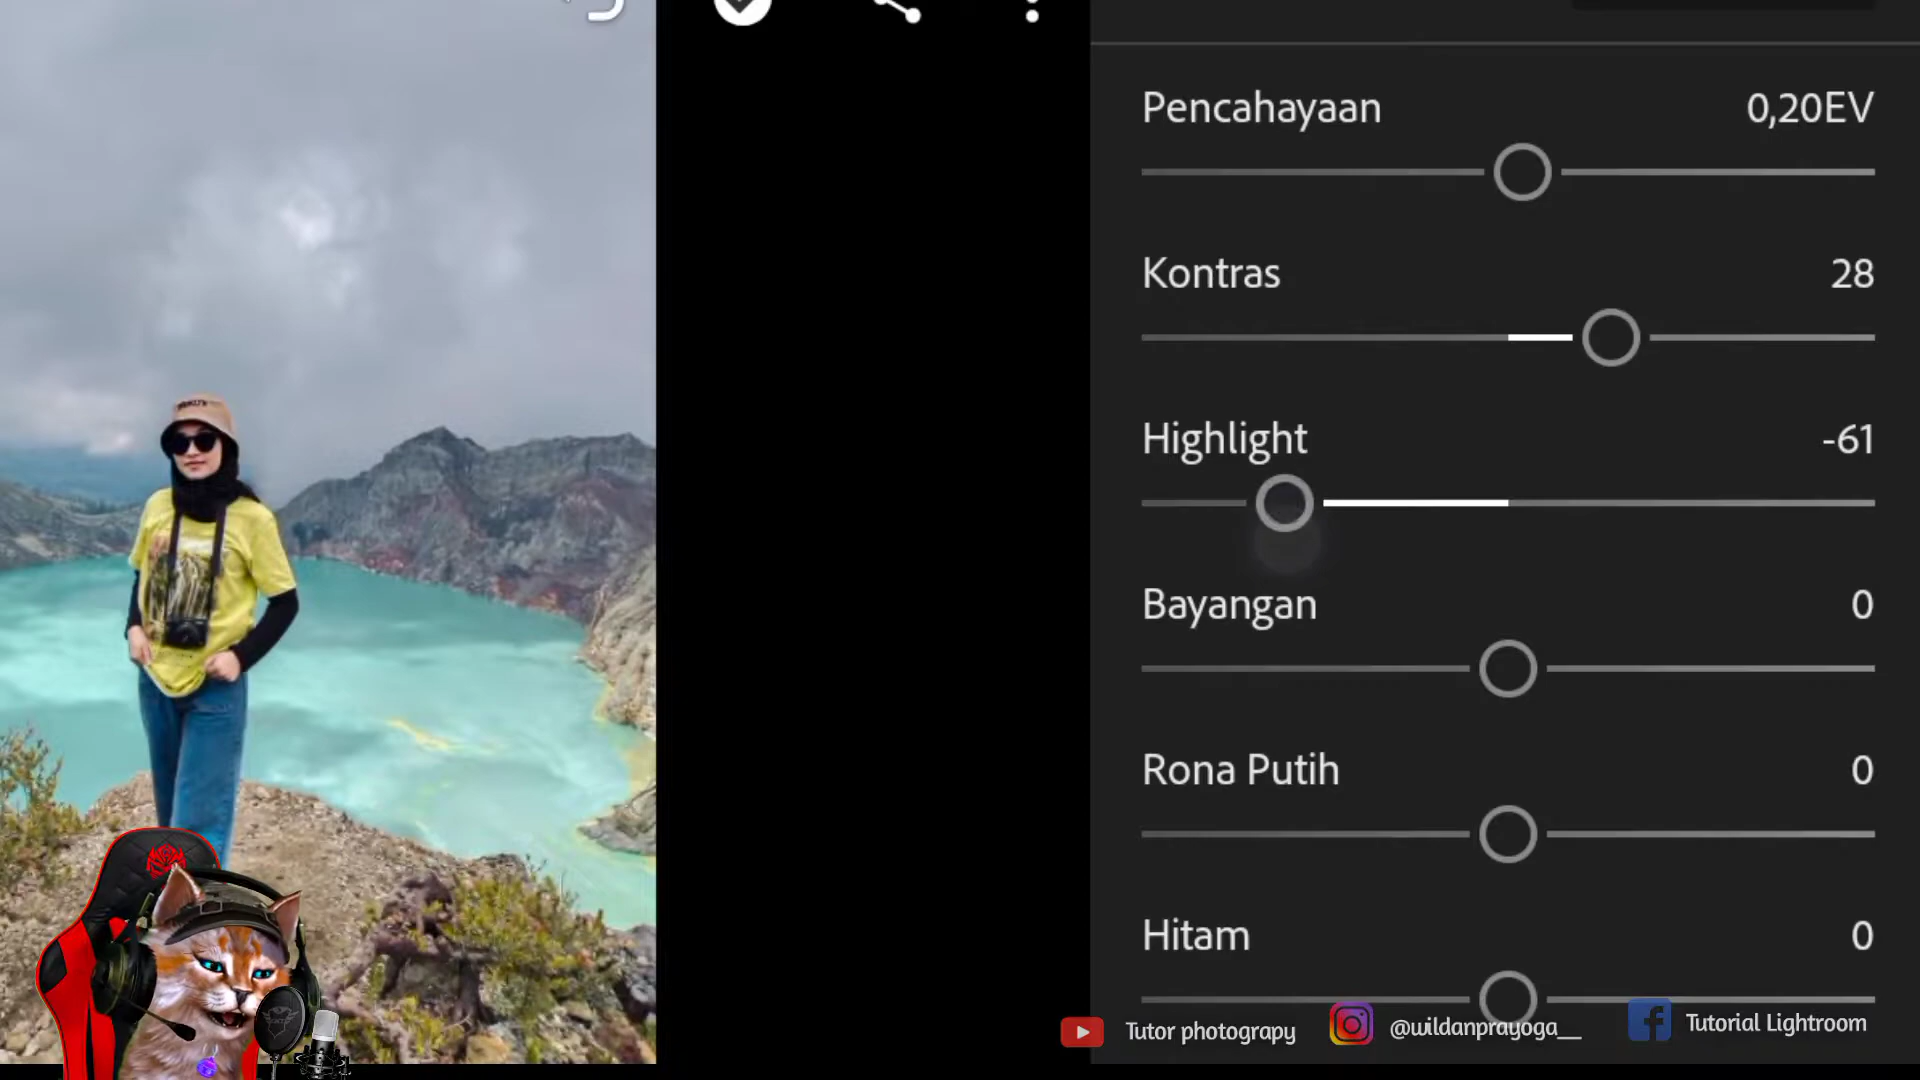 Pencahayaan 0,20EV
Kontras 28
Highlight -61
Bayangan 0
Rona Putih 0
Hitam 0
Tutor photograpy @wildanprayoga__ Tutorial Lightroom